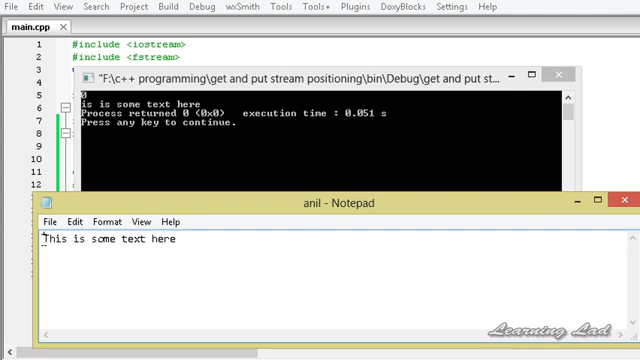 File Edit View Search Project Build Debug wxSmith Tools Tools+ Plugins DoxyBlocks Settings Help
main.cpp
1 #include <iostream>
2 #include <fstream>
3
4
5
6
7
8
9
10
11
12
"F:\c++ programming\get and put stream positioning\bin\Debug\get and put st...
0
is is some text here
Process returned 0 (0x0) execution time : 0.051 s
Press any key to continue.
anil - Notepad
File Edit Format View Help
This is some text here
Learning Lad